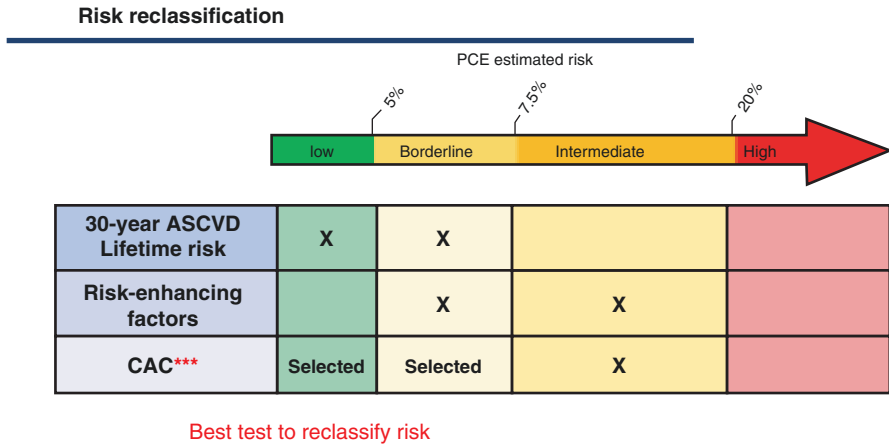 Risk reclassification
PCE estimated risk
5%
7.5%
20%
low
Borderline
Intermediate
High
30-year ASCVD
Lifetime risk
X
X
Risk-enhancing
factors
X
X
CAC***
Selected
Selected
X
Best test to reclassify risk